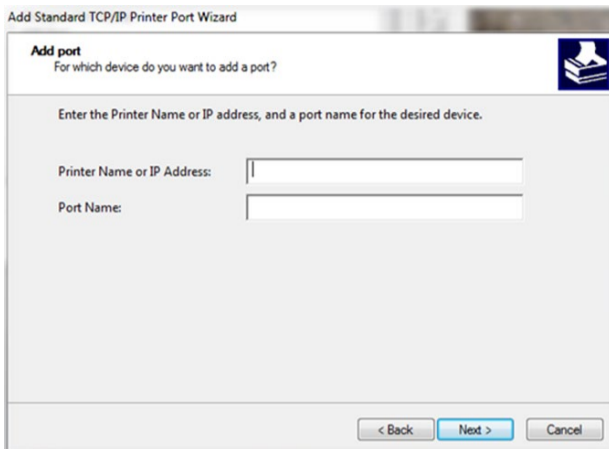 Add Standard TCP/IP Printer Port Wizard
Add port
For which device do you want to add a port?
Enter the Printer Name or IP address, and a port name for the desired device.
Printer Name or IP Address:
Port Name:
< Back Next > Cancel